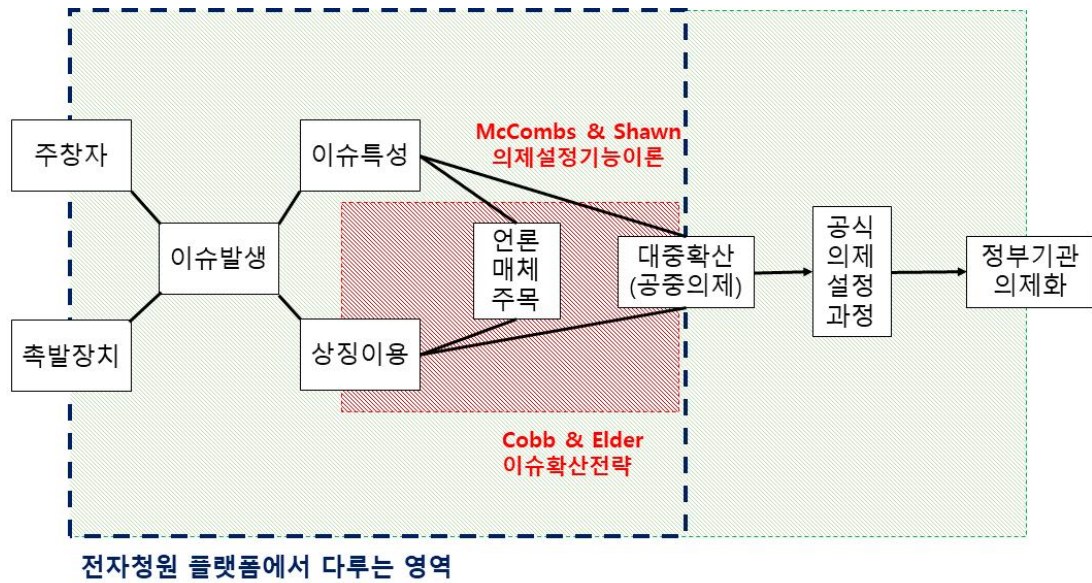 McCombs & Shawn
의제설정기능이론
주창자
이슈특성
이슈발생
언론
매체
주목
대중확산
(공중의제)
공식
의제
설정
과정
정부기관
의제화
촉발장치
상징이용
Cobb & Elder
이슈확산전략
전자청원 플랫폼에서 다루는 영역